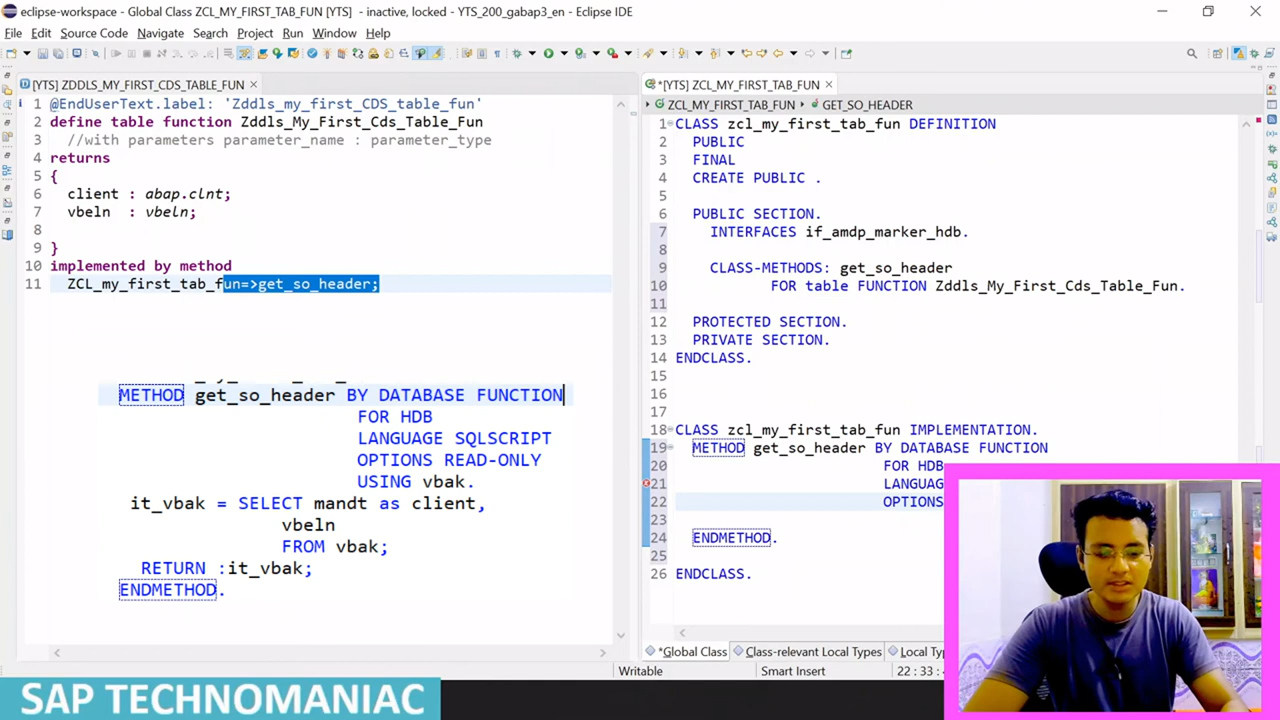 eclipse-workspace - Global Class ZCL_MY_FIRST_TAB_FUN [YTS] - inactive, locked - YTS_200_gabap3_en - Eclipse IDE
File Edit Source Code Navigate Search Project Run Window Help
[YTS] ZDDLS_MY_FIRST_CDS_TABLE_FUN
1 @EndUserText.label: 'Zddls_my_first_CDS_table_fun'
2 define table function Zddls_My_First_Cds_Table_Fun
3 //with parameters parameter_name : parameter_type
4 returns
5 {
6 client : abap.clnt;
7 vbeln : vbeln;
8
9 }
10 implemented by method
11 ZCL_my_first_tab_fun=>get_so_header;
METHOD get_so_header BY DATABASE FUNCTION
FOR HDB
LANGUAGE SQLSCRIPT
OPTIONS READ-ONLY
USING vbak.
it_vbak = SELECT mandt as client,
vbeln
FROM vbak;
RETURN :it_vbak;
ENDMETHOD.
*[YTS] ZCL_MY_FIRST_TAB_FUN
ZCL_MY_FIRST_TAB_FUN GET_SO_HEADER
1 CLASS zcl_my_first_tab_fun DEFINITION
2 PUBLIC
3 FINAL
4 CREATE PUBLIC .
5
6 PUBLIC SECTION.
7 INTERFACES if_amdp_marker_hdb.
8
9 CLASS-METHODS: get_so_header
10 FOR table FUNCTION Zddls_My_First_Cds_Table_Fun.
11
12 PROTECTED SECTION.
13 PRIVATE SECTION.
14 ENDCLASS.
15
16
17
18 CLASS zcl_my_first_tab_fun IMPLEMENTATION.
19 METHOD get_so_header BY DATABASE FUNCTION
20 FOR HDB
21 LANGUAGE
22 OPTIONS
23
24 ENDMETHOD.
25
26 ENDCLASS.
*Global Class Class-relevant Local Types Local Ty
Writable Smart Insert 22 : 33
SAP TECHNOMANIAC